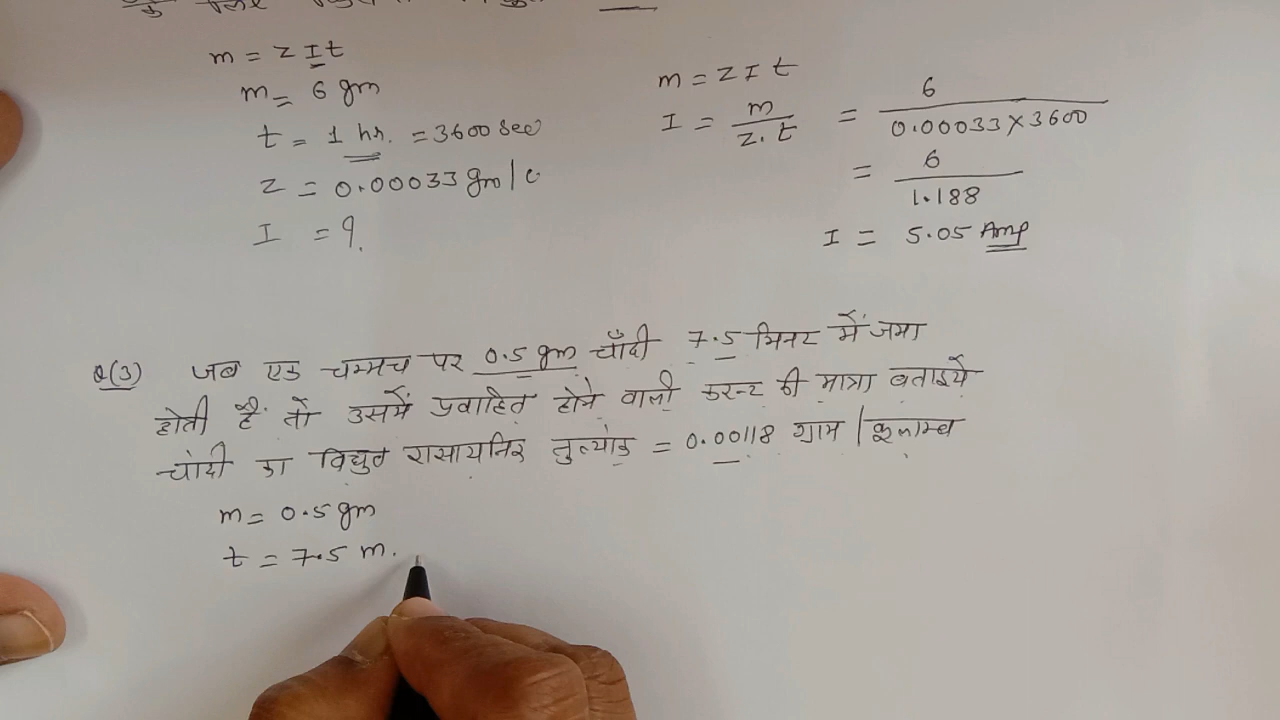 m = Z I t
m = 6 gm
t = 1 hr. = 3600 sec
Z = 0.00033 gm/c
I = ?
m = Z I t
I = m / Z. t = 6 / 0.00033 × 3600
= 6 / 1.188
I = 5.05 Amp
Q(3) जब एक चम्मच पर 0.5 gm चाँदी 7.5 मिनट में जमा
होती है तो उसमें प्रवाहित होने वाली करन्ट की मात्रा बताइये
चांदी का विद्युत रासायनिक तुल्यांक = 0.00118 ग्राम/कूलाम्ब
m = 0.5 gm
t = 7.5 m.